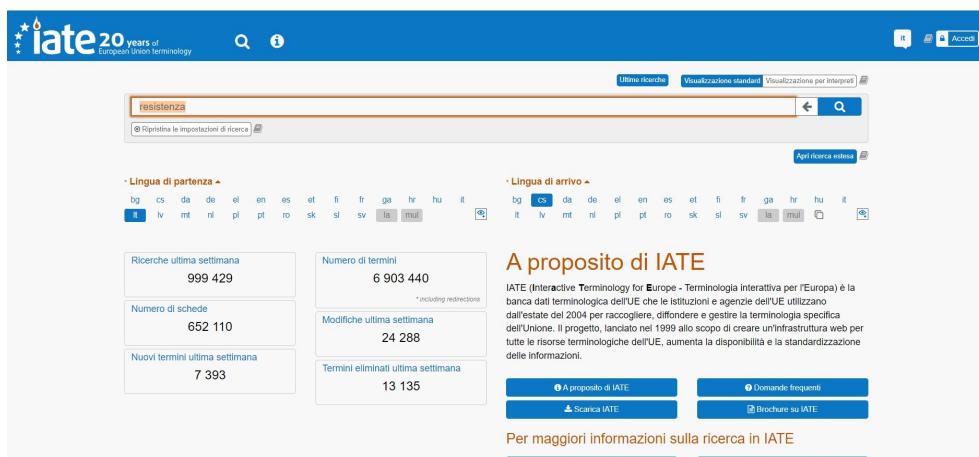 iate 20 years of
European Union terminology
it
Accedi
Ultime ricerche
Visualizzazione standard Visualizzazione per interpreti
resistenza
Ripristina le impostazioni di ricerca
Apri ricerca estesa
Lingua di partenza
bg cs da de el en es et fi fr ga hr hu it
lt lv mt nl pl pt ro sk sl sv la mul
Lingua di arrivo
bg cs da de el en es et fi fr ga hr hu it
lt lv mt nl pl pt ro sk sl sv la mul
Ricerche ultima settimana
999 429
Numero di schede
652 110
Nuovi termini ultima settimana
7 393
Numero di termini
6 903 440
* including redirections
Modifiche ultima settimana
24 288
Termini eliminati ultima settimana
13 135
A proposito di IATE
IATE (Interactive Terminology for Europe - Terminologia interattiva per l'Europa) è la
banca dati terminologica dell'UE che le istituzioni e agenzie dell'UE utilizzano
dall'estate del 2004 per raccogliere, diffondere e gestire la terminologia specifica
dell'Unione. Il progetto, lanciato nel 1999 allo scopo di creare un'infrastruttura web per
tutte le risorse terminologiche dell'UE, aumenta la disponibilità e la standardizzazione
delle informazioni.
A proposito di IATE
Domande frequenti
Scarica IATE
Brochure su IATE
Per maggiori informazioni sulla ricerca in IATE